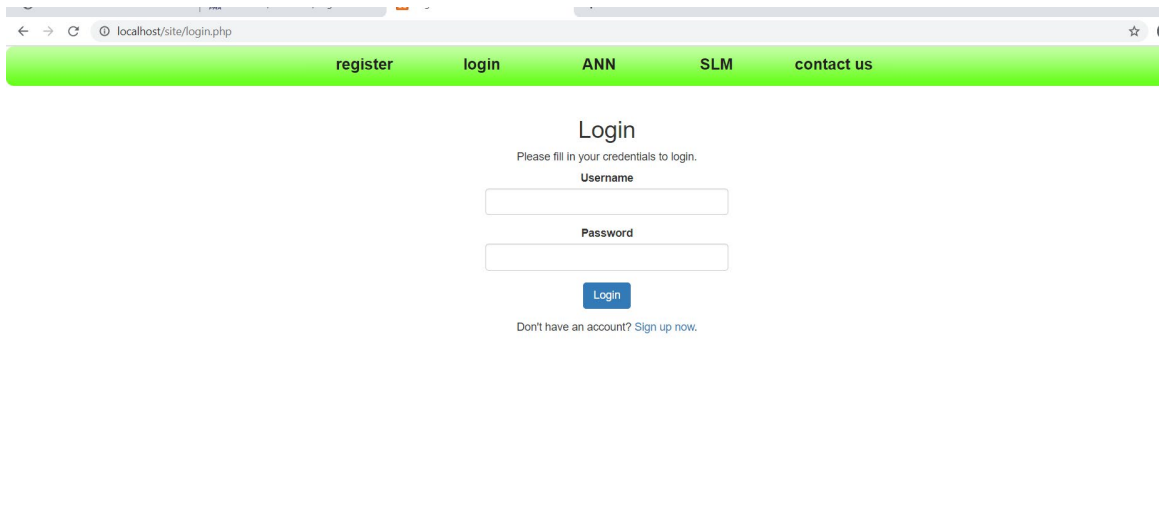 localhost/site/login.php
register login ANN SLM contact us
Login
Please fill in your credentials to login.
Username
Password
Login
Don't have an account? Sign up now.